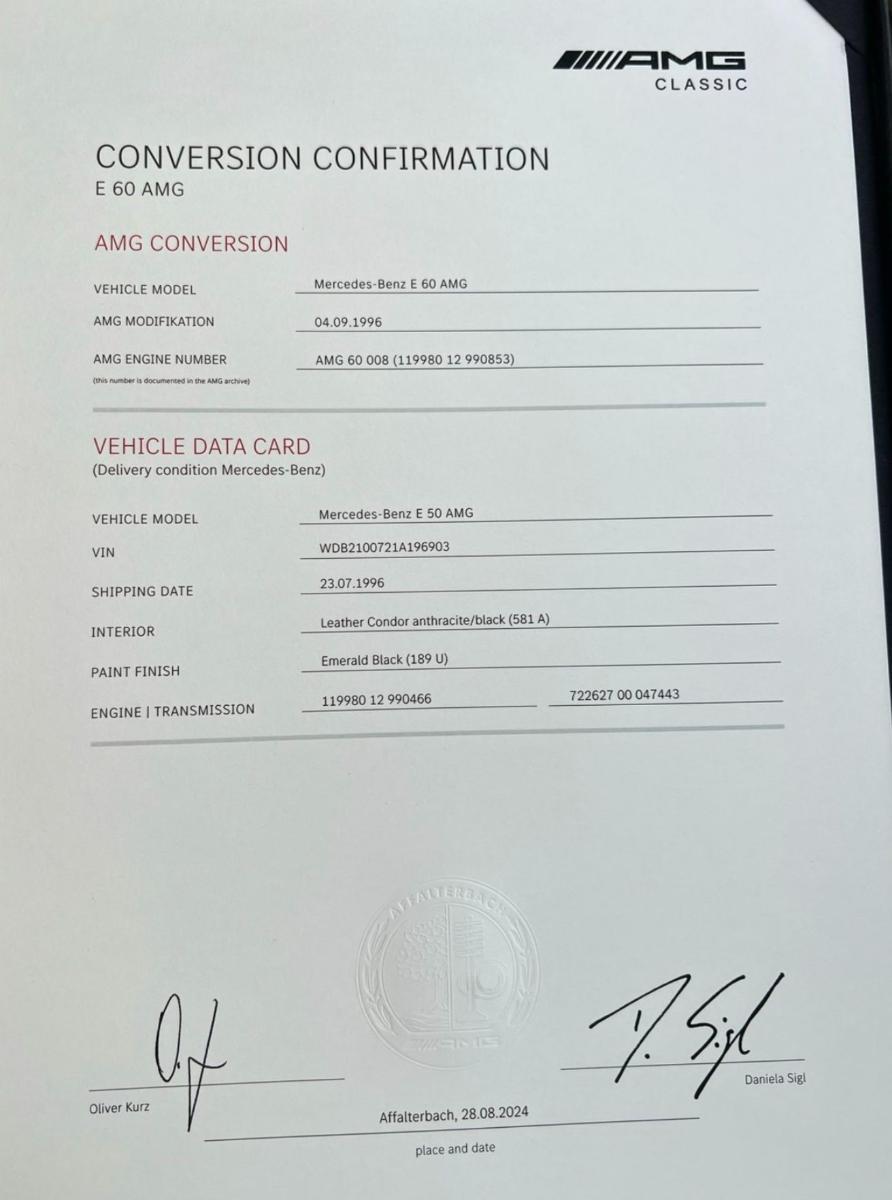 AMG
CLASSIC
CONVERSION CONFIRMATION
E 60 AMG
AMG CONVERSION
VEHICLE MODEL Mercedes-Benz E 60 AMG
AMG MODIFIKATION 04.09.1996
AMG ENGINE NUMBER AMG 60 008 (119980 12 990853)
(this number is documented in the AMG archive)
VEHICLE DATA CARD
(Delivery condition Mercedes-Benz)
VEHICLE MODEL Mercedes-Benz E 50 AMG
VIN WDB2100721A196903
SHIPPING DATE 23.07.1996
INTERIOR Leather Condor anthracite/black (581 A)
PAINT FINISH Emerald Black (189 U)
ENGINE | TRANSMISSION 119980 12 990466 722627 00 047443
AFFALTERBACH
AMG
D. Sigl
Oliver Kurz
Daniela Sigl
Affalterbach, 28.08.2024
place and date